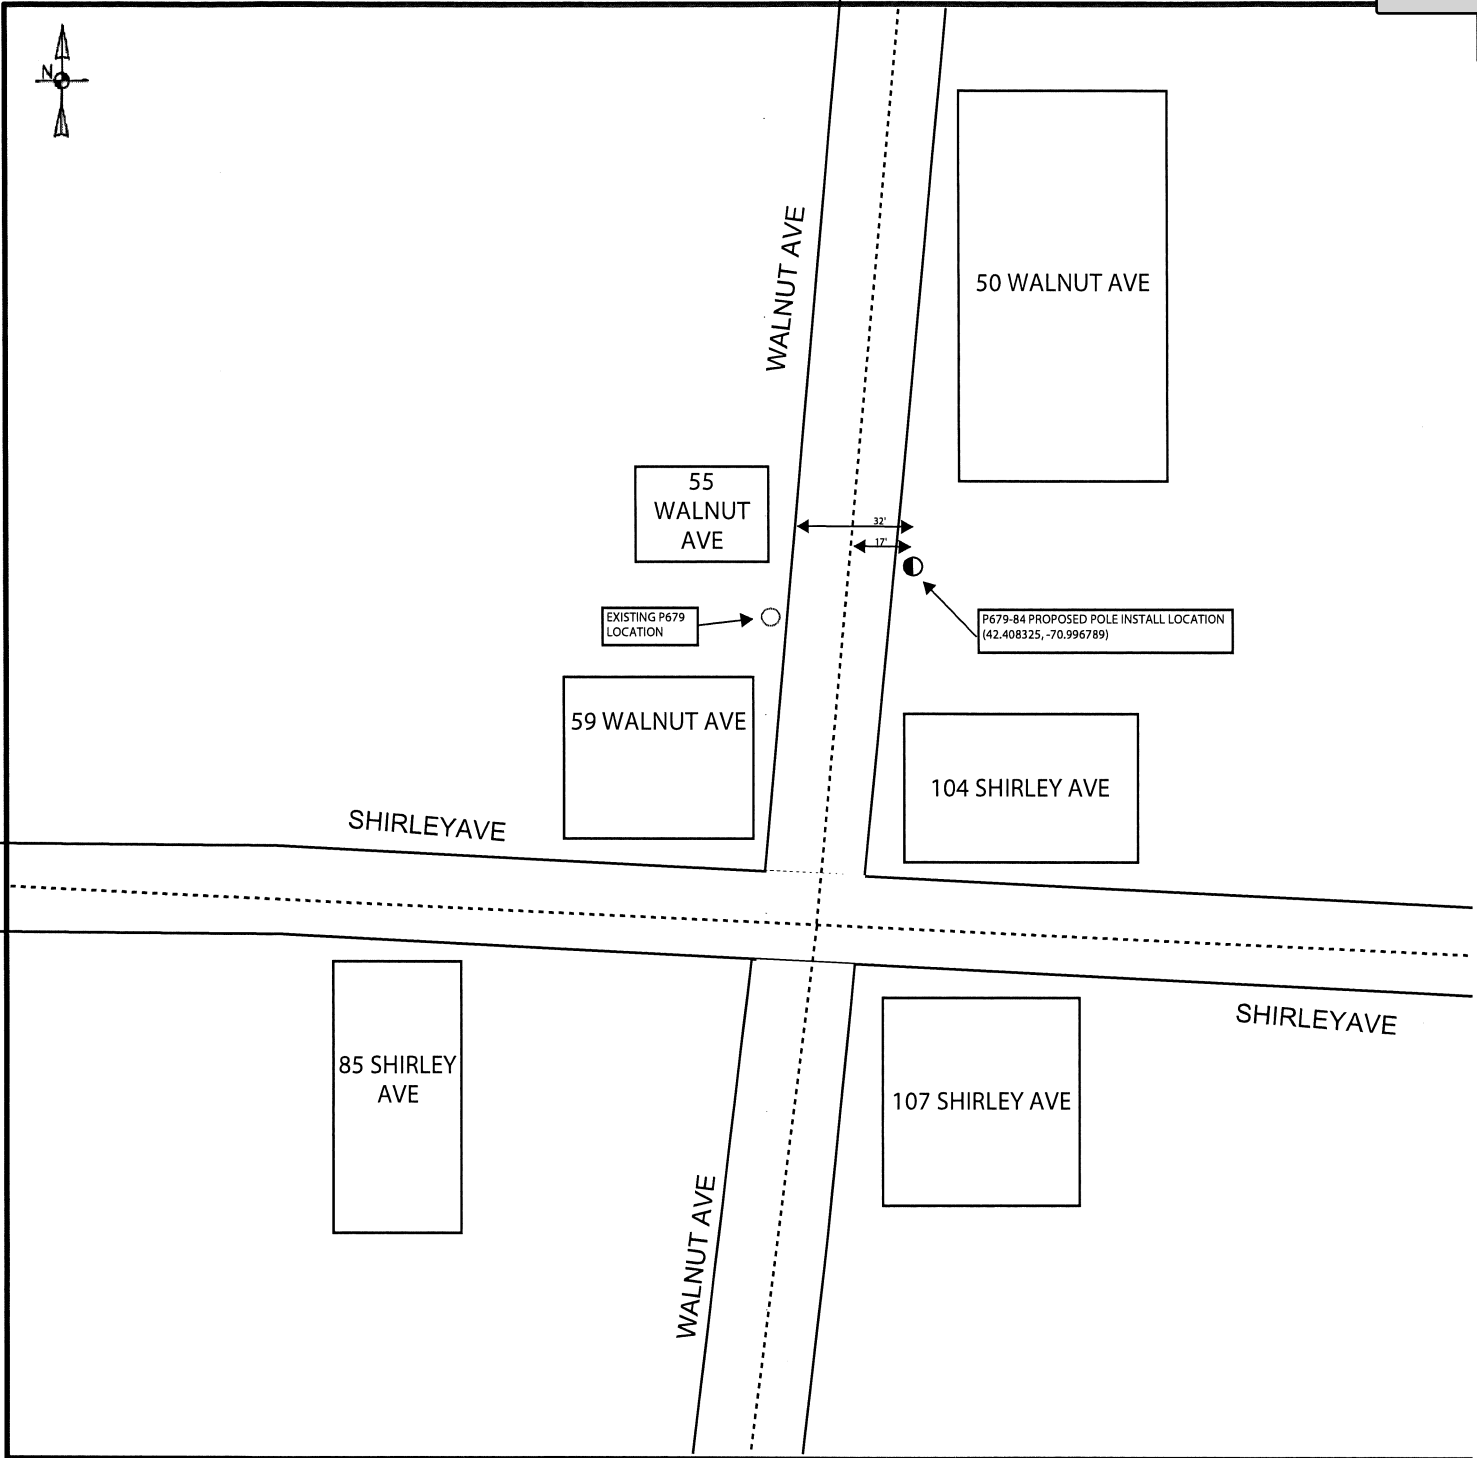 N
WALNUT AVE
50 WALNUT AVE
55
WALNUT
AVE
32'
17'
EXISTING P679
LOCATION
P679-84 PROPOSED POLE INSTALL LOCATION
(42.408325, -70.996789)
59 WALNUT AVE
104 SHIRLEY AVE
SHIRLEYAVE
SHIRLEYAVE
85 SHIRLEY
AVE
107 SHIRLEY AVE
WALNUT AVE